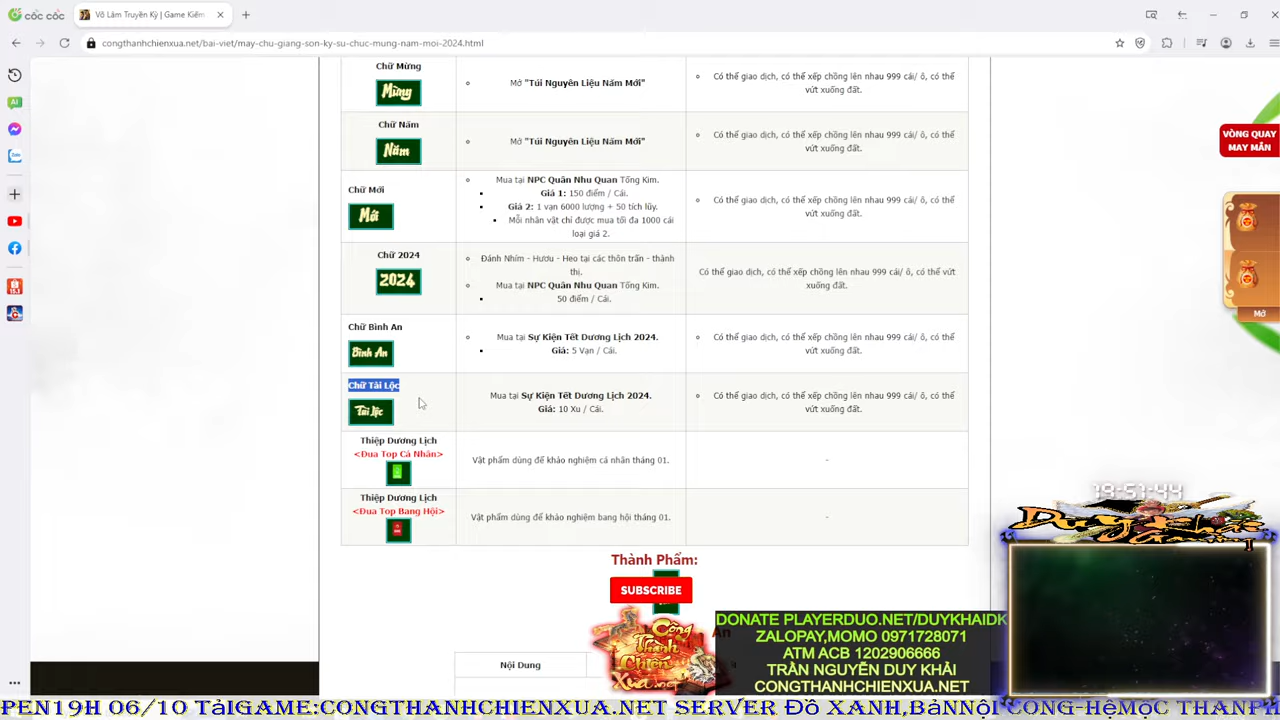 cốc cốc
Võ Lâm Truyền Kỳ | Game Kiếm
congthanhchienxua.net/bai-viet/may-chu-giang-son-ky-su-chuc-mung-nam-moi-2024.html
Chữ Mừng
Mừng
Mở "Túi Nguyên Liệu Năm Mới"
Có thể giao dịch, có thể xếp chồng lên nhau 999 cái/ ô, có thể
vứt xuống đất.
Chữ Năm
Năm
Mở "Túi Nguyên Liệu Năm Mới"
Có thể giao dịch, có thể xếp chồng lên nhau 999 cái/ ô, có thể
vứt xuống đất.
Chữ Mới
Mới
Mua tại NPC Quân Nhu Quan Tống Kim.
Giá 1: 150 điểm / Cái.
Giá 2: 1 vạn 6000 lượng + 50 tích lũy.
Mỗi nhân vật chỉ được mua tối đa 1000 cái
loại giá 2.
Có thể giao dịch, có thể xếp chồng lên nhau 999 cái/ ô, có thể
vứt xuống đất.
Chữ 2024
2024
Đánh Nhím - Hươu - Heo tại các thôn trấn - thành
thị.
Mua tại NPC Quân Nhu Quan Tống Kim.
50 điểm / Cái.
Có thể giao dịch, có thể xếp chồng lên nhau 999 cái/ ô, có thể vứt
xuống đất.
Chữ Bình An
Bình An
Mua tại Sự Kiện Tết Dương Lịch 2024.
Giá: 5 Vạn / Cái.
Có thể giao dịch, có thể xếp chồng lên nhau 999 cái/ ô, có thể
vứt xuống đất.
Chữ Tài Lộc
Tài Lộc
Mua tại Sự Kiện Tết Dương Lịch 2024.
Giá: 10 Xu / Cái.
Có thể giao dịch, có thể xếp chồng lên nhau 999 cái/ ô, có thể
vứt xuống đất.
Thiệp Dương Lịch
<Đua Top Cá Nhân>
Vật phẩm dùng để khảo nghiệm cá nhân tháng 01.
-
Thiệp Dương Lịch
<Đua Top Bang Hội>
Vật phẩm dùng để khảo nghiệm bang hội tháng 01.
-
Thành Phẩm:
SUBSCRIBE
An
Nội Dung
VÒNG QUAY
MAY MẮN
Mở
19:51:44
Duy Khải
Công
Thành
Chiến
Xua.net
DONATE PLAYERDUO.NET/DUYKHAIDK
ZALOPAY,MOMO 0971728071
ATM ACB 1202906666
TRẦN NGUYỄN DUY KHẢI
CONGTHANHCHIENXUA.NET
PEN19H 06/10 TảiGAME:CONGTHANHCHIENXUA.NET SERVER Đồ XANH,BảnNội CONG-HệMộC THANPH